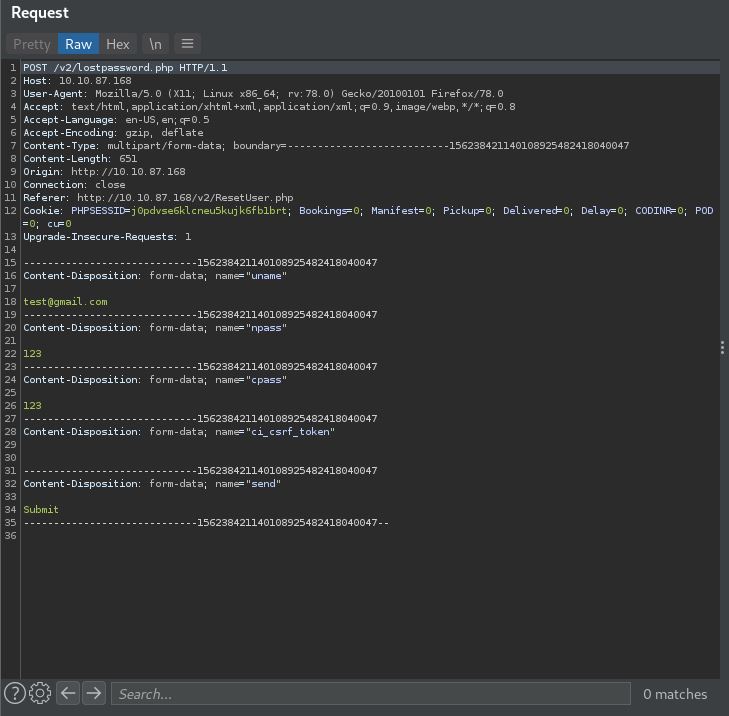 Request
Pretty Raw Hex \n
1 POST /v2/lostpassword.php HTTP/1.1
2 Host: 10.10.87.168
3 User-Agent: Mozilla/5.0 (X11; Linux x86_64; rv:78.0) Gecko/20100101 Firefox/78.0
4 Accept: text/html,application/xhtml+xml,application/xml;q=0.9,image/webp,*/*;q=0.8
5 Accept-Language: en-US,en;q=0.5
6 Accept-Encoding: gzip, deflate
7 Content-Type: multipart/form-data; boundary=---------------------------15623842114010892548​2418040047
8 Content-Length: 651
9 Origin: http://10.10.87.168
10 Connection: close
11 Referer: http://10.10.87.168/v2/ResetUser.php
12 Cookie: PHPSESSID=j0pdvse6klcneu5kujk6fb1brt; Bookings=0; Manifest=0; Pickup=0; Delivered=0; Delay=0; CODINR=0; POD
=0; cu=0
13 Upgrade-Insecure-Requests: 1
14
15 -----------------------------156238421140108925482418040047
16 Content-Disposition: form-data; name="uname"
17
18 test@gmail.com
19 -----------------------------156238421140108925482418040047
20 Content-Disposition: form-data; name="npass"
21
22 123
23 -----------------------------156238421140108925482418040047
24 Content-Disposition: form-data; name="cpass"
25
26 123
27 -----------------------------156238421140108925482418040047
28 Content-Disposition: form-data; name="ci_csrf_token"
29
30
31 -----------------------------156238421140108925482418040047
32 Content-Disposition: form-data; name="send"
33
34 Submit
35 -----------------------------156238421140108925482418040047--
36
Search... 0 matches